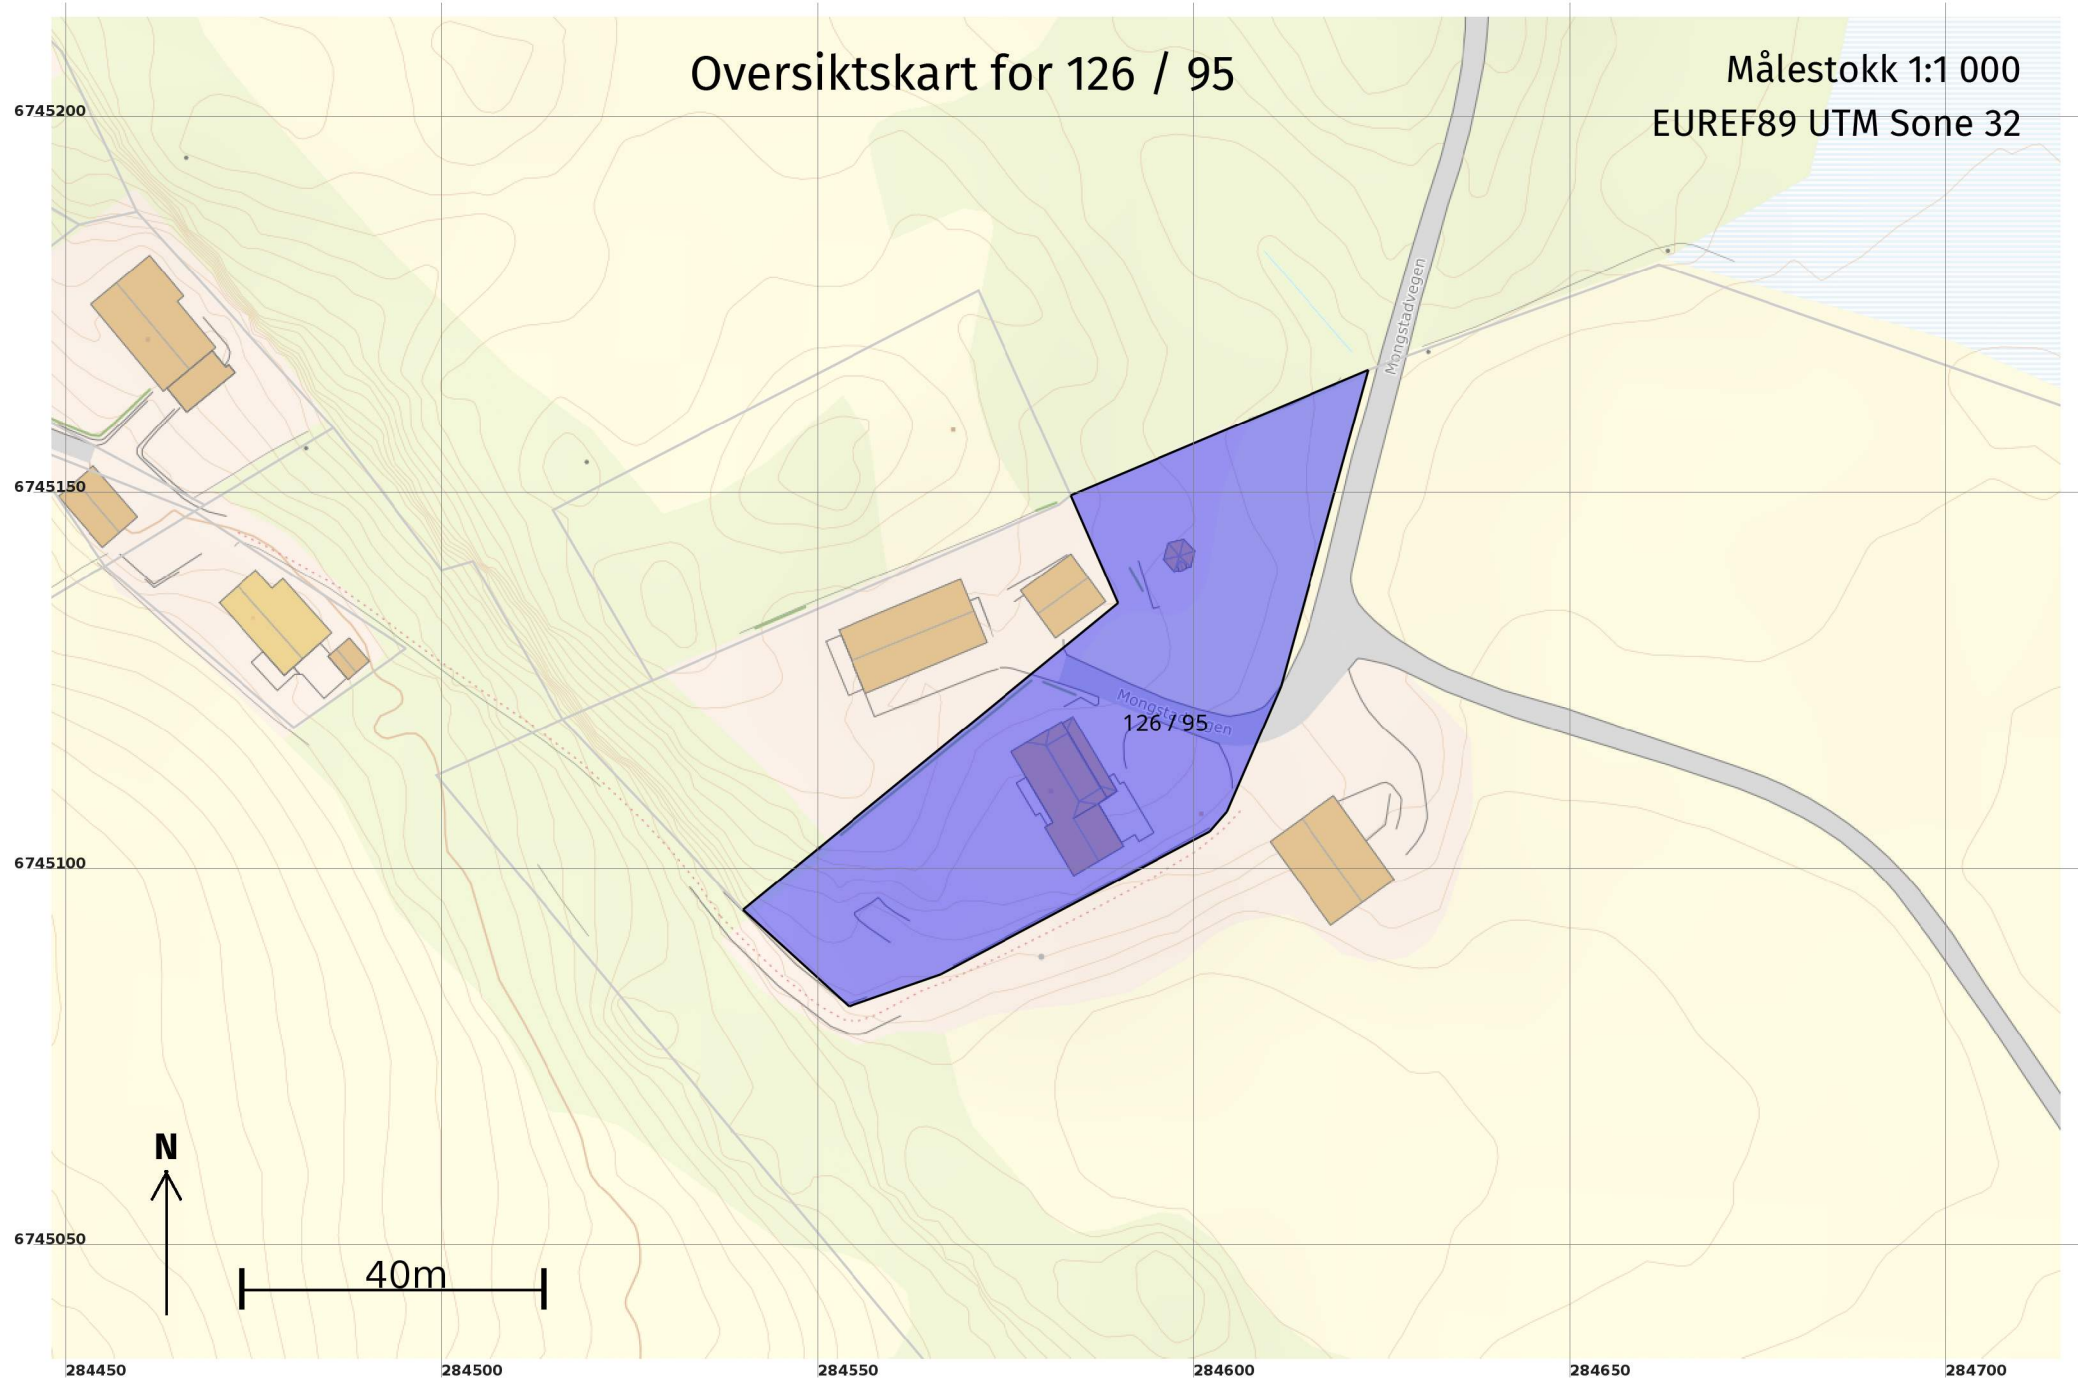 Oversiktskart for 126 / 95
Målestokk 1:1 000
EUREF89 UTM Sone 32
6745200
Mongstadvegen
6745150
Mongstadvegen
126 / 95
6745100
N
6745050
40m
284450
284500
284550
284600
284650
284700